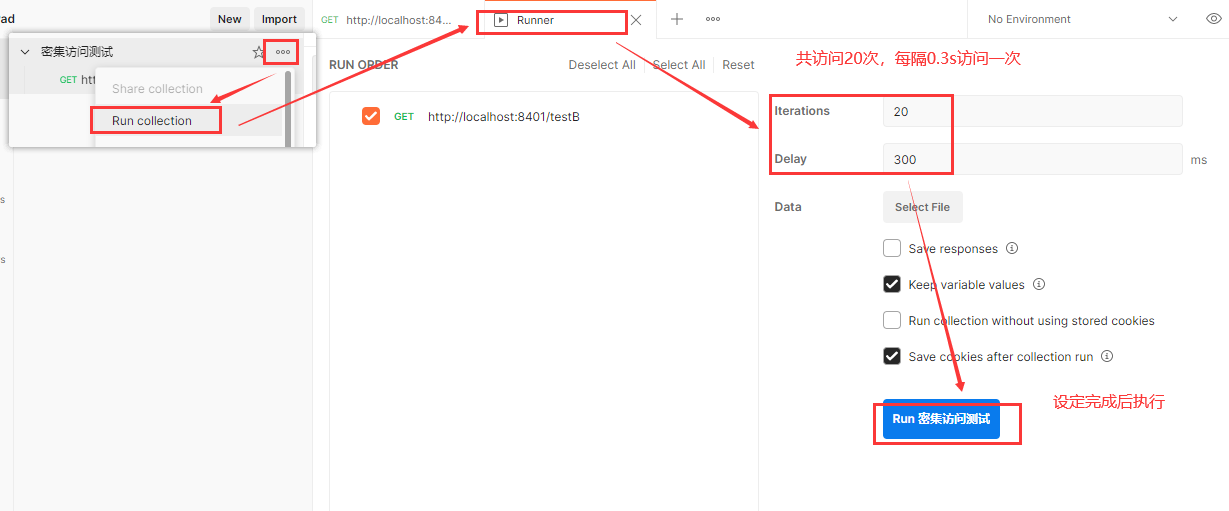 rad
New
Import
GET http://localhost:84...
Runner
No Environment
密集访问测试
GET htt
Share collection
Run collection
s
s
RUN ORDER
Deselect All
Select All
Reset
GET http://localhost:8401/testB
共访问20次，每隔0.3s访问一次
Iterations
20
Delay
300
ms
Data
Select File
Save responses
Keep variable values
Run collection without using stored cookies
Save cookies after collection run
设定完成后执行
Run 密集访问测试